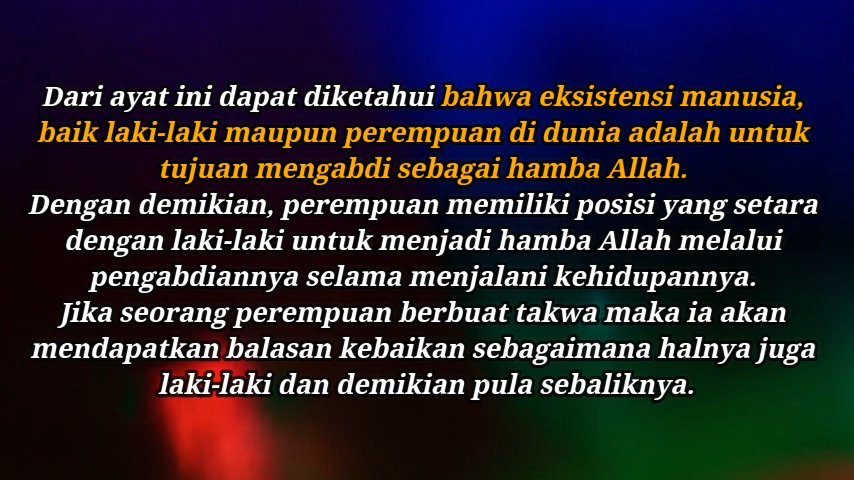 Dari ayat ini dapat diketahui bahwa eksistensi manusia,
baik laki-laki maupun perempuan di dunia adalah untuk
tujuan mengabdi sebagai hamba Allah.
Dengan demikian, perempuan memiliki posisi yang setara
dengan laki-laki untuk menjadi hamba Allah melalui
pengabdiannya selama menjalani kehidupannya.
Jika seorang perempuan berbuat takwa maka ia akan
mendapatkan balasan kebaikan sebagaimana halnya juga
laki-laki dan demikian pula sebaliknya.